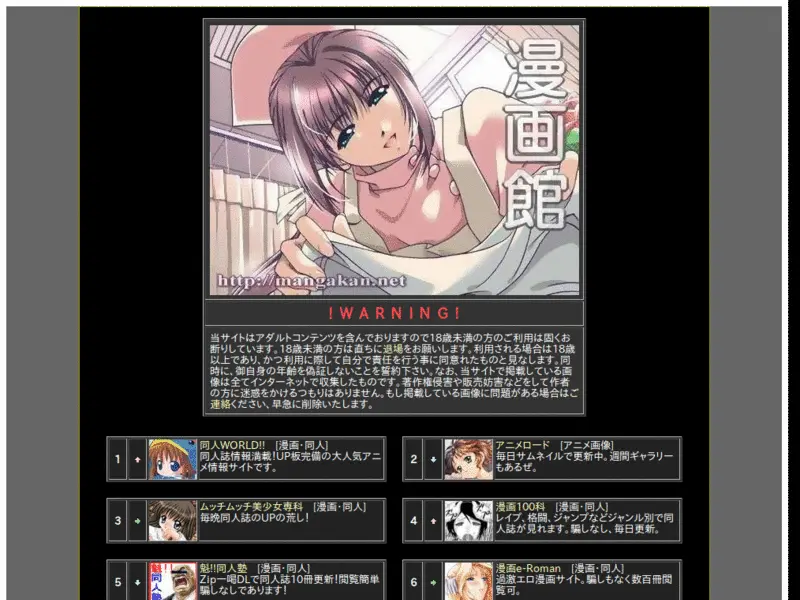 漫画館
http://mangakan.net
!WARNING!
当サイトはアダルトコンテンツを含んでおりますので18歳未満の方のご利用は固くお
断りしています。18歳未満の方は直ちに退場をお願いします。利用される場合は18歳
以上であり、かつ利用に際して自分で責任を行う事に同意れたものと見なします。同
時に、御自身の年齢を偽証しないことを誓約下さい。なお、当サイトで掲載している画
像は全てインターネットで収集したものです。著作権侵害や販売妨害などをして作者
の方に迷惑をかけるつもりはありません。もし掲載している画像に問題がある場合はご
連絡ください、早急に削除いたします。
1
同人WORLD!! [漫画・同人]
同人誌情報満載!UP板完備の大人気アニ
メ情報サイトです。
2
アニメロード [アニメ画像]
毎日サムネイルで更新中。週間ギャラリー
もあるぜ。
3
ムッチムッチ美少女専科 [漫画・同人]
毎晩同人誌のUPの荒し!
4
漫画100科 [漫画・同人]
レイプ、格闘、ジャンプなどジャンル別で同
人誌が見れます。騙しなし、毎日更新。
5
魁!!
同人塾
魁!!同人塾 [漫画・同人]
Zip一喝DLで同人誌10冊更新!閲覧簡単
騙しなしであります!
6
漫画e-Roman [漫画・同人]
過激エロ漫画サイト。騙しもなく数百冊閲
覧可。